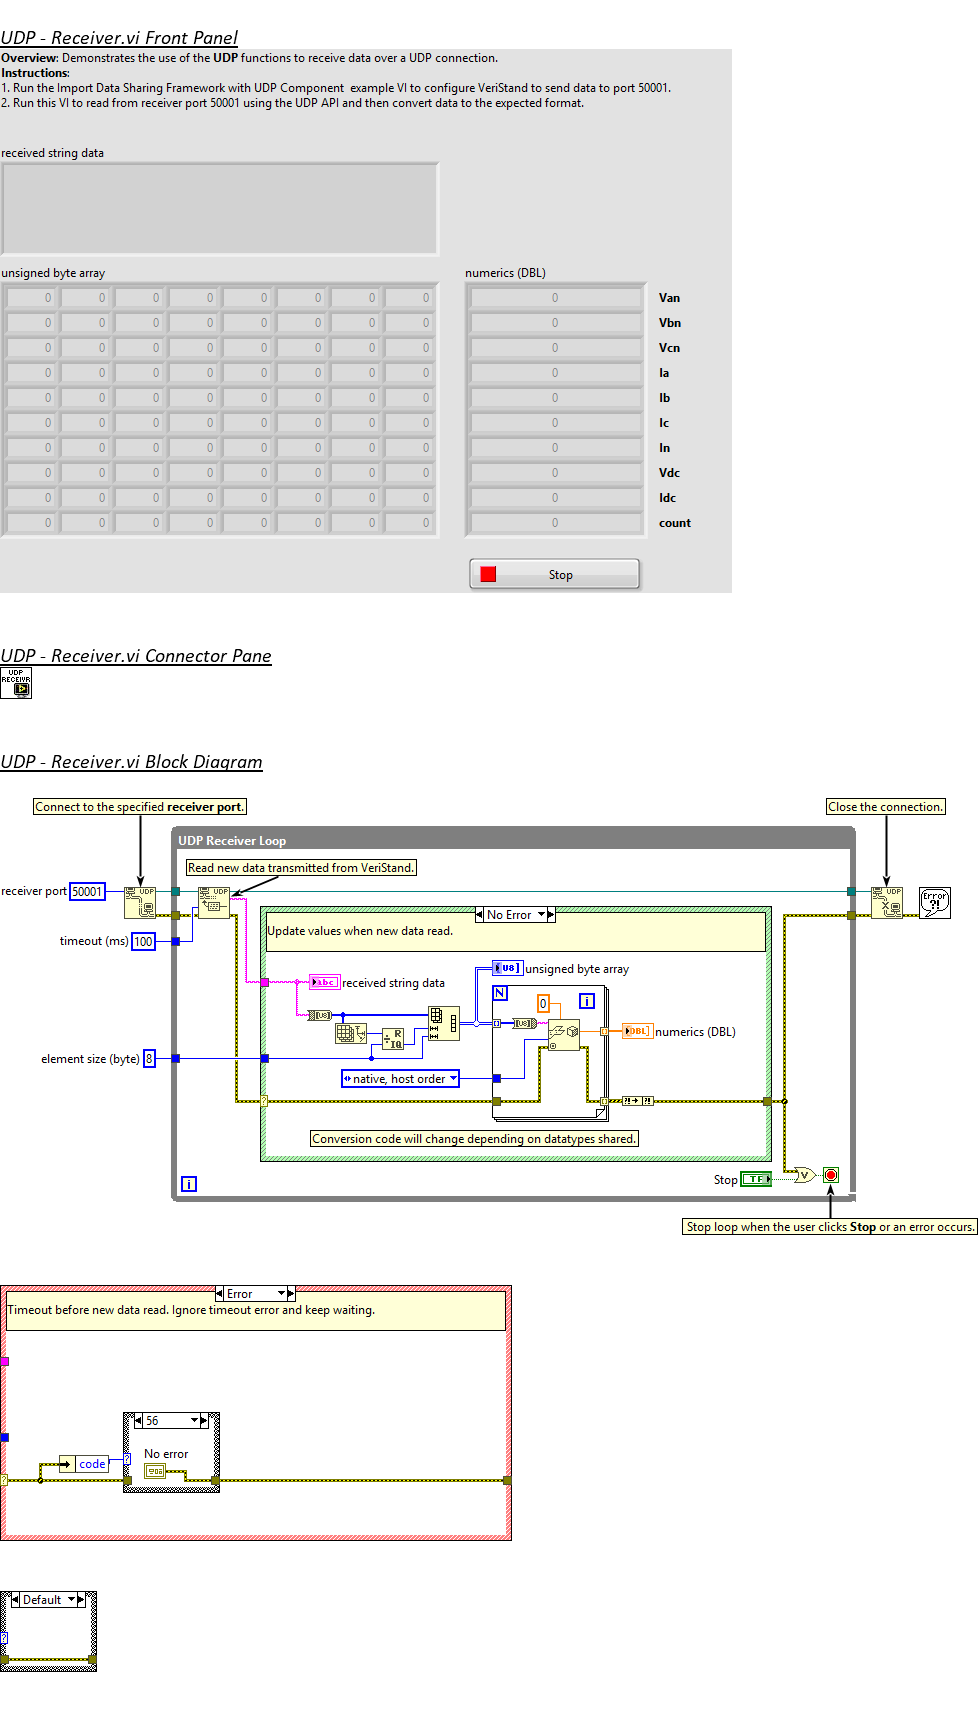 UDP - Receiver.vi Front Panel
Overview: Demonstrates the use of the UDP functions to receive data over a UDP connection.
Instructions:
1. Run the Import Data Sharing Framework with UDP Component  example VI to configure VeriStand to send data to port 50001.
2. Run this VI to read from receiver port 50001 using the UDP API and then convert data to the expected format.
received string data
unsigned byte array
numerics (DBL)
0 0 0 0 0 0 0 0 0 Van
0 0 0 0 0 0 0 0 0 Vbn
0 0 0 0 0 0 0 0 0 Vcn
0 0 0 0 0 0 0 0 0 Ia
0 0 0 0 0 0 0 0 0 Ib
0 0 0 0 0 0 0 0 0 Ic
0 0 0 0 0 0 0 0 0 In
0 0 0 0 0 0 0 0 0 Vdc
0 0 0 0 0 0 0 0 0 Idc
0 0 0 0 0 0 0 0 0 count
Stop
UDP - Receiver.vi Connector Pane
UDP
RECEIVR
UDP - Receiver.vi Block Diagram
Connect to the specified receiver port.
Close the connection.
UDP Receiver Loop
Read new data transmitted from VeriStand.
receiver port 50001
UDP
UDP
UDP
Error
?!
No Error
Update values when new data read.
timeout (ms) 100
U8 unsigned byte array
abc received string data
N
i
0
[U8]
[U8]
R
IQ
DBL numerics (DBL)
element size (byte) 8
native, host order
?
?! ?!
Conversion code will change depending on datatypes shared.
i
Stop TF
V
Stop loop when the user clicks Stop or an error occurs.
Error
Timeout before new data read. Ignore timeout error and keep waiting.
56
No error
code
?
?
Default
?